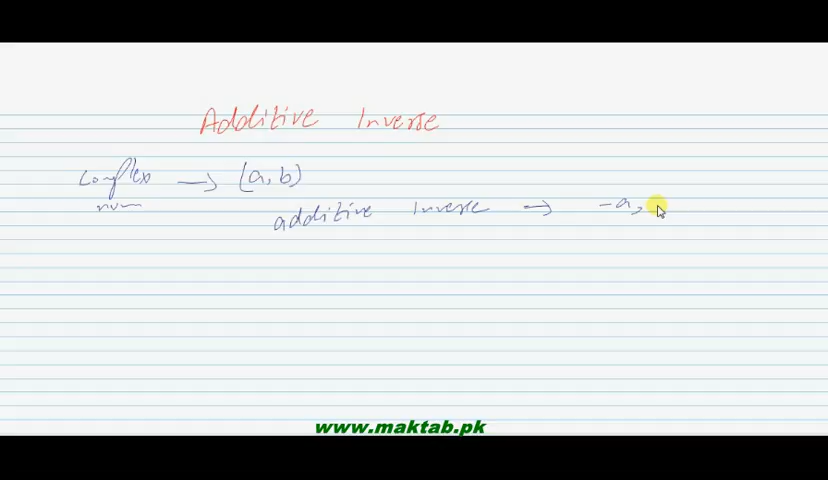 Additive Inverse
Complex → (a, b)
num
additive Inverse → -a,
www.maktab.pk